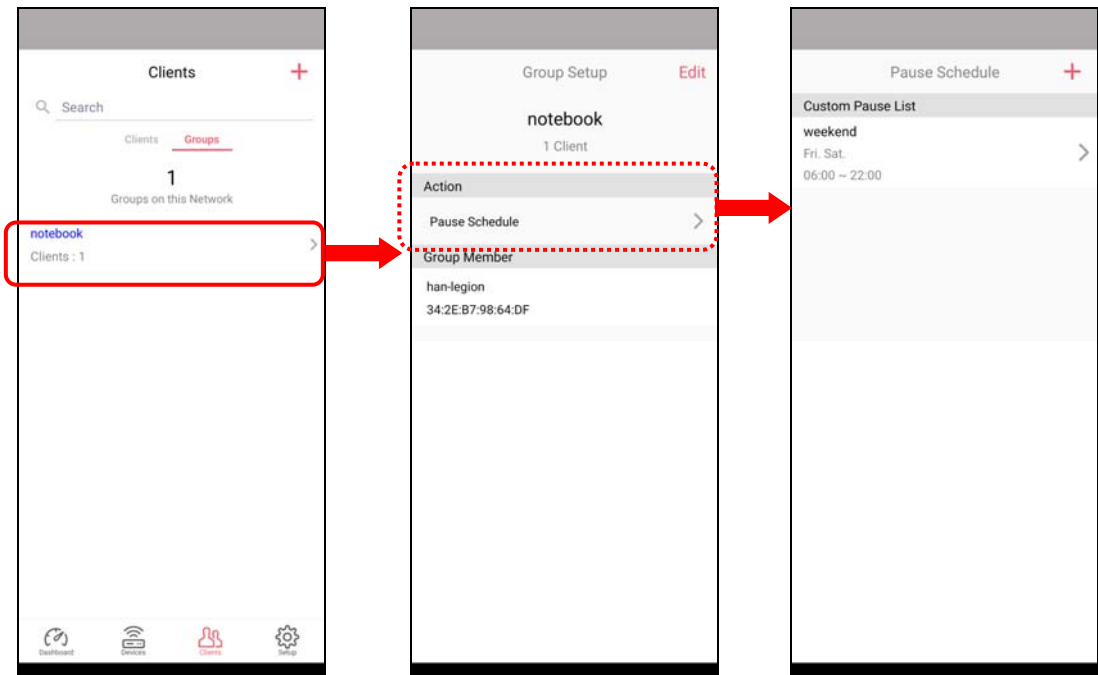 Clients
+
Search
Clients Groups
1
Groups on this Network
notebook
Clients : 1
Dashboard Devices Clients Setup
Group Setup Edit
notebook
1 Client
Action
Pause Schedule
Group Member
han-legion
34:2E:B7:98:64:DF
Pause Schedule +
Custom Pause List
weekend
Fri. Sat.
06:00 ~ 22:00